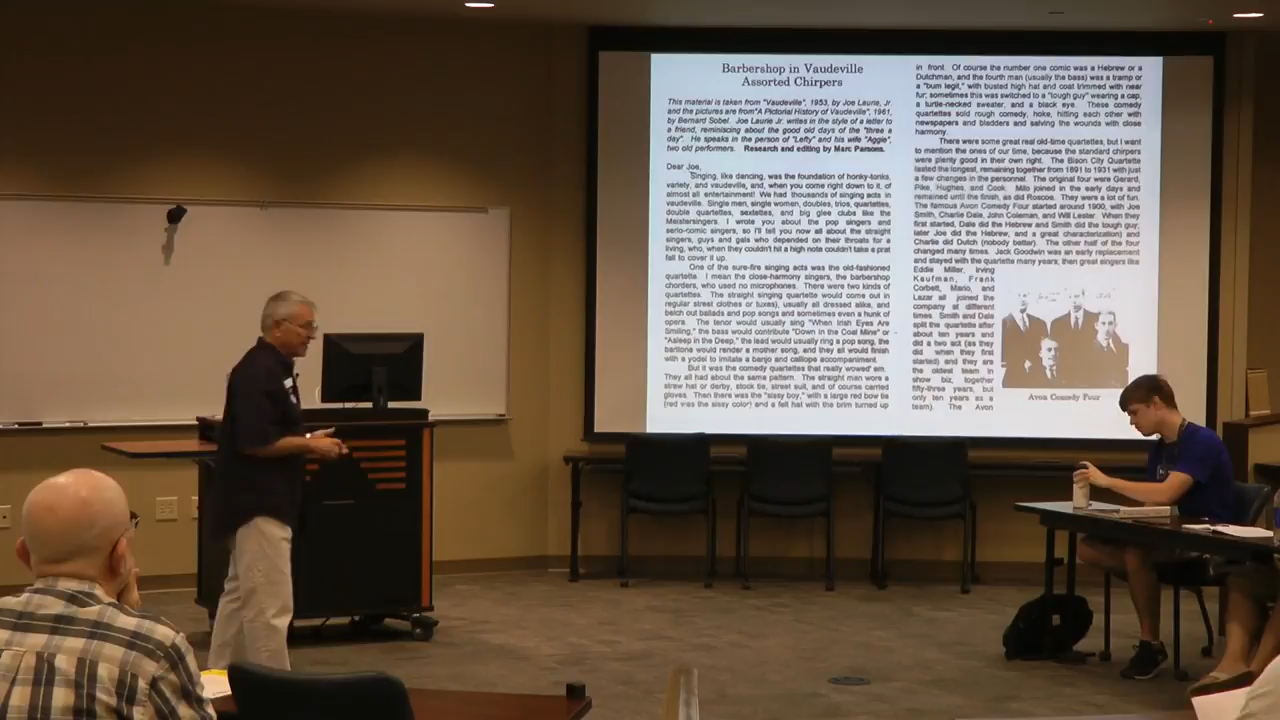 Barbershop in Vaudeville
Assorted Chirpers
This material is taken from "Vaudeville", 1953, by Joe Laurie, Jr.
and the pictures are from "A Pictorial History of Vaudeville", 1961,
by Bernard Sobel. Joe Laurie Jr. writes in the style of a letter to
a friend, reminiscing about the good old days of the "three a
day". He speaks in the person of "Lefty" and his wife "Aggie",
two old performers. Research and editing by Marc Parsons.
Dear Joe,
Singing, like dancing, was the foundation of honky-tonks,
variety, and vaudeville, and, when you come right down to it, of
almost all entertainment! We had thousands of singing acts in
vaudeville. Single men, single women, doubles, trios, quartettes,
double quartettes, sextettes, and big glee clubs like the
Meistersingers. I wrote you about the pop singers and
serio-comic singers, so I'll tell you now all about the straight
singers, guys and gals who depended on their throats for a
living, who, when they couldn't hit a high note couldn't take a prat
fall to cover it up.
One of the sure-fire singing acts was the old-fashioned
quartette. I mean the close-harmony singers, the barbershop
chorders, who used no microphones. There were two kinds of
quartettes. The straight singing quartette would come out in
regular street clothes or tuxes), usually all dressed alike, and
belch out ballads and pop songs and sometimes even a hunk of
opera. The tenor would usually sing "When Irish Eyes Are
Smiling," the bass would contribute "Down in the Coal Mine" or
"Asleep in the Deep," the lead would usually ring a pop song, the
baritone would render a mother song, and they all would finish
with a yodel to imitate a banjo and calliope accompaniment.
But it was the comedy quartettes that really wowed' em.
They all had about the same pattern. The straight man wore a
straw hat or derby, stock tie, street suit, and of course carried
gloves. Then there was the "sissy boy," with a large red bow tie
(red was the sissy color) and a felt hat with the brim turned up
in front. Of course the number one comic was a Hebrew or a
Dutchman, and the fourth man (usually the bass) was a tramp or
a "bum legit," with busted high hat and coat trimmed with near
fur; sometimes this was switched to a "tough guy" wearing a cap,
a turtle-necked sweater, and a black eye. These comedy
quartettes sold rough comedy, hoke, hitting each other with
newspapers and bladders and salving the wounds with close
harmony.
There were some great real old-time quartettes, but I want
to mention the ones of our time, because the standard chirpers
were plenty good in their own right. The Bison City Quartette
lasted the longest, remaining together from 1891 to 1931 with just
a few changes in the personnel. The original four were Gerard,
Pike, Hughes, and Cook. Milo joined in the early days and
remained until the finish, as did Roscoe. They were a lot of fun.
The famous Avon Comedy Four started around 1900, with Joe
Smith, Charlie Dale, John Coleman, and Will Lester. When they
first started, Dale did the Hebrew and Smith did the tough guy;
later Joe did the Hebrew, and a great characterization) and
Charlie did Dutch (nobody better). The other half of the four
changed many times. Jack Goodwin was an early replacement
and stayed with the quartette many years; then great singers like
Eddie Miller, Irving
Kaufman, Frank
Corbett, Mario, and
Lazar all joined the
company at different
times. Smith and Dale
split the quartette after
about ten years and
did a two act (as they
did when they first
started) and they are
the oldest team in
show biz, together
fifty-three years, but
only ten years as a
team). The Avon
Avon Comedy Four